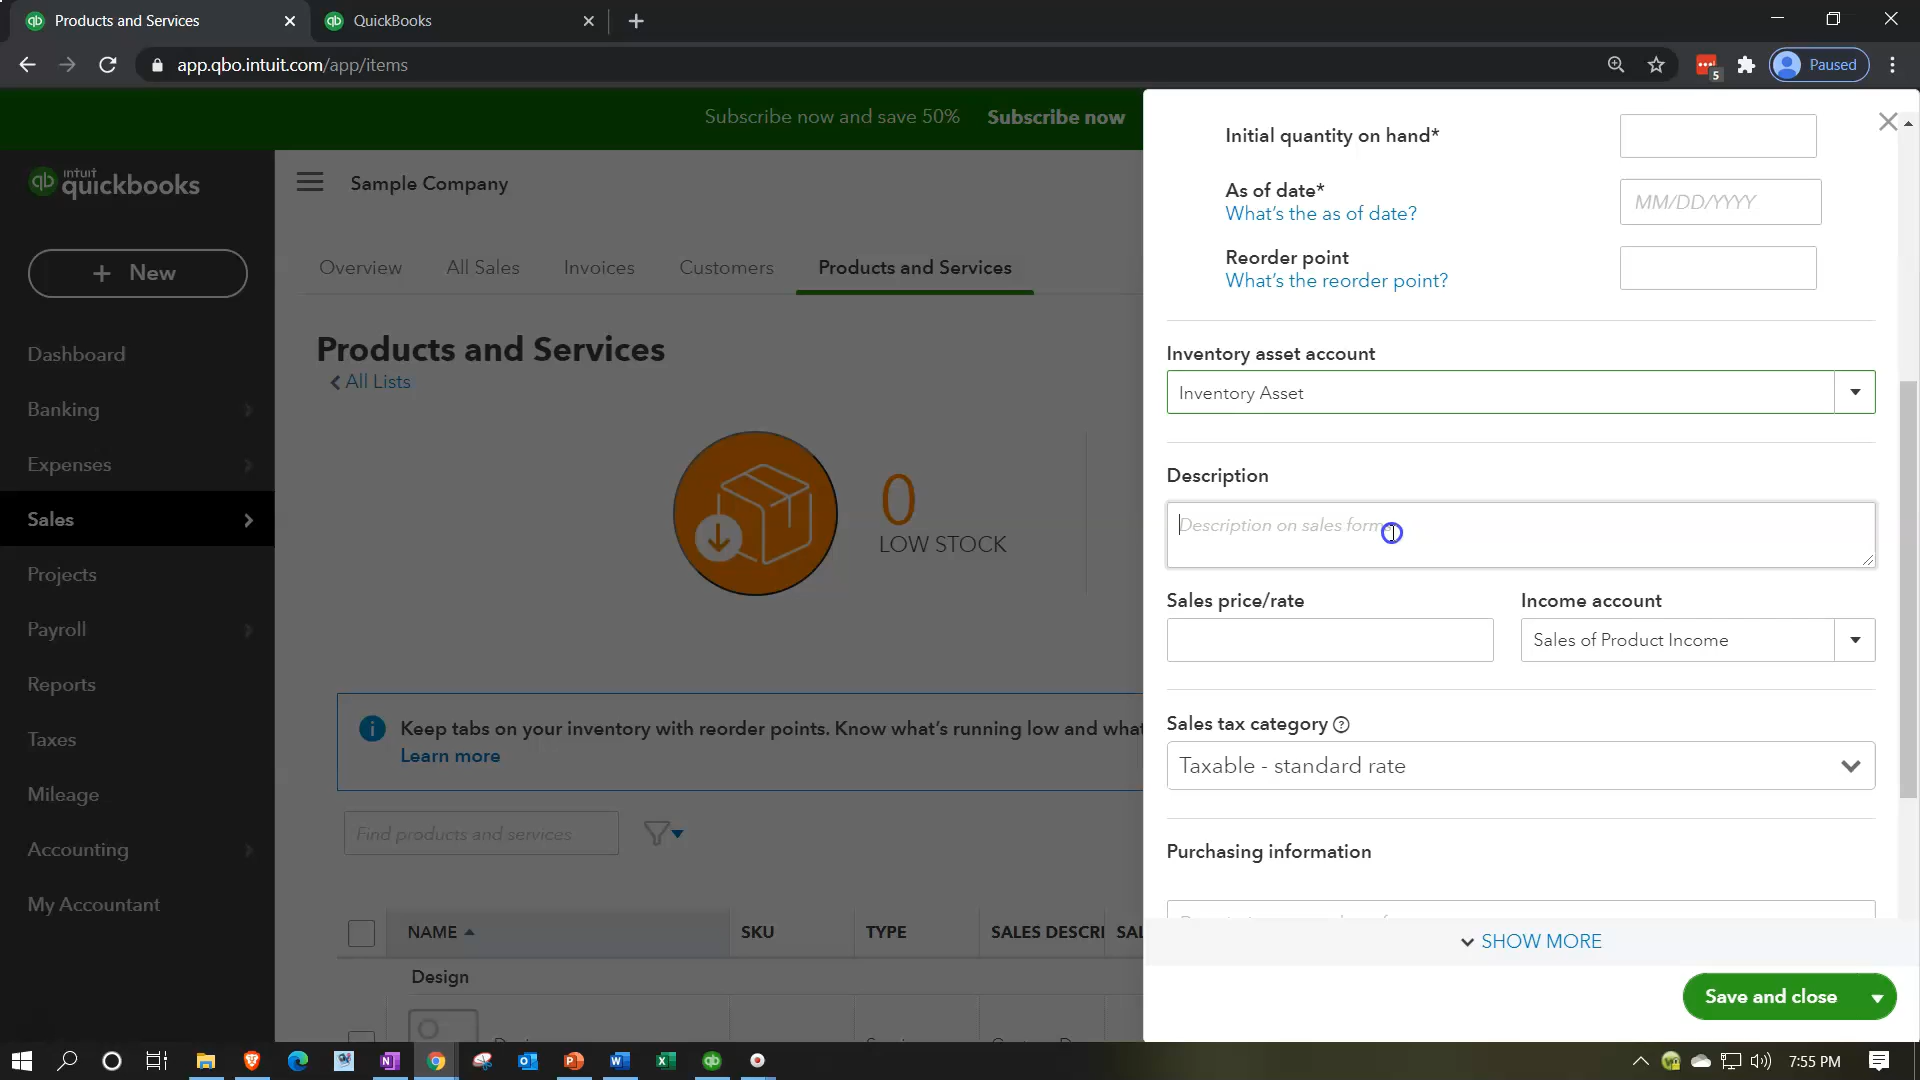 Products and Services
QuickBooks
app.qbo.intuit.com/app/items
5
Paused
Subscribe now and save 50% Subscribe now
intuit
quickbooks
qb
Sample Company
+ New
Dashboard
Banking
Expenses
Sales
Projects
Payroll
Reports
Taxes
Mileage
Accounting
My Accountant
Overview
All Sales
Invoices
Customers
Products and Services
Products and Services
All Lists
0
LOW STOCK
Keep tabs on your inventory with reorder points. Know what's running low and
Learn more
Find products and services
NAME
SKU
TYPE
SALES DESCRI
Design
Initial quantity on hand*
As of date*
What's the as of date?
MM/DD/YYYY
Reorder point
What's the reorder point?
Inventory asset account
Inventory Asset
Description
Description on sales forms
Sales price/rate
Income account
Sales of Product Income
Sales tax category
Taxable - standard rate
Purchasing information
SHOW MORE
Save and close
7:55 PM